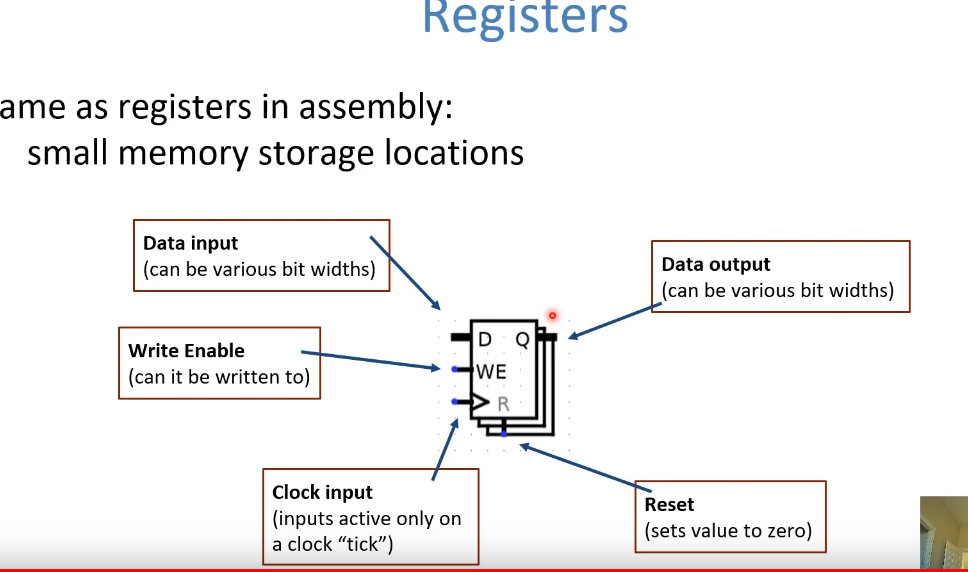 Registers
ame as registers in assembly:
small memory storage locations
Data input
(can be various bit widths)
Data output
(can be various bit widths)
Write Enable
(can it be written to)
D Q
WE
R
Clock input
(inputs active only on
a clock “tick”)
Reset
(sets value to zero)